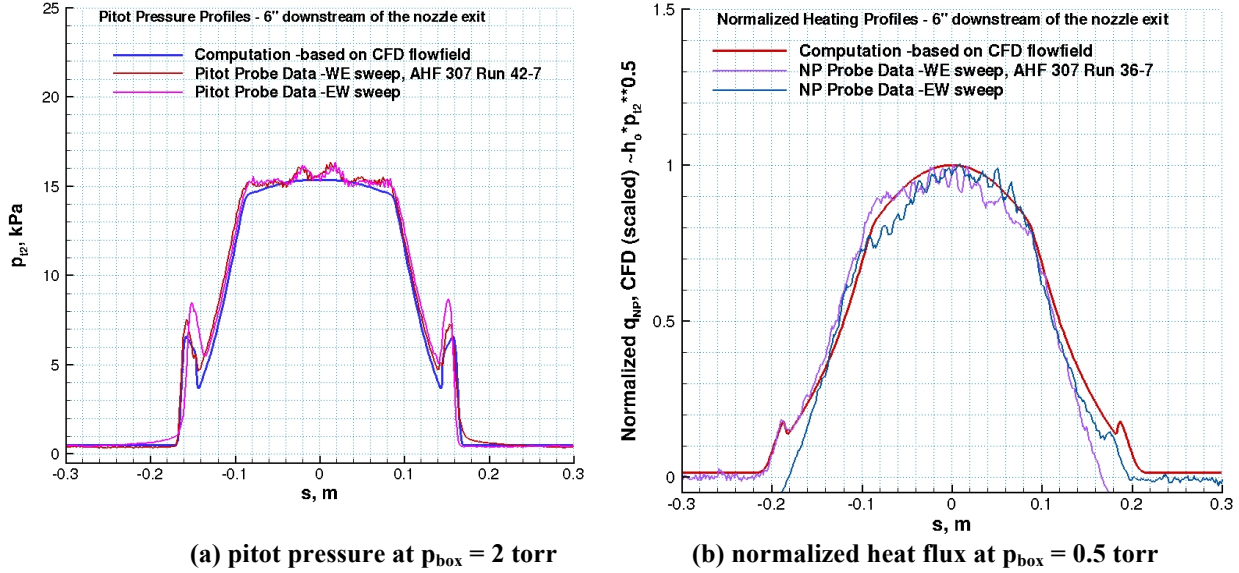 Pitot Pressure Profiles - 6" downstream of the nozzle exit
Computation -based on CFD flowfield
Pitot Probe Data -WE sweep, AHF 307 Run 42-7
Pitot Probe Data -EW sweep
25
20
15
10
5
0
p_t2, kPa
-0.3 -0.2 -0.1 0 0.1 0.2 0.3
s, m
(a) pitot pressure at p_box = 2 torr
Normalized Heating Profiles - 6" downstream of the nozzle exit
Computation -based on CFD flowfield
NP Probe Data -WE sweep, AHF 307 Run 36-7
NP Probe Data -EW sweep
1.5
1
0.5
0
Normalized q_NP, CFD (scaled) ~h_o*p_t2**0.5
-0.3 -0.2 -0.1 0 0.1 0.2 0.3
s, m
(b) normalized heat flux at p_box = 0.5 torr